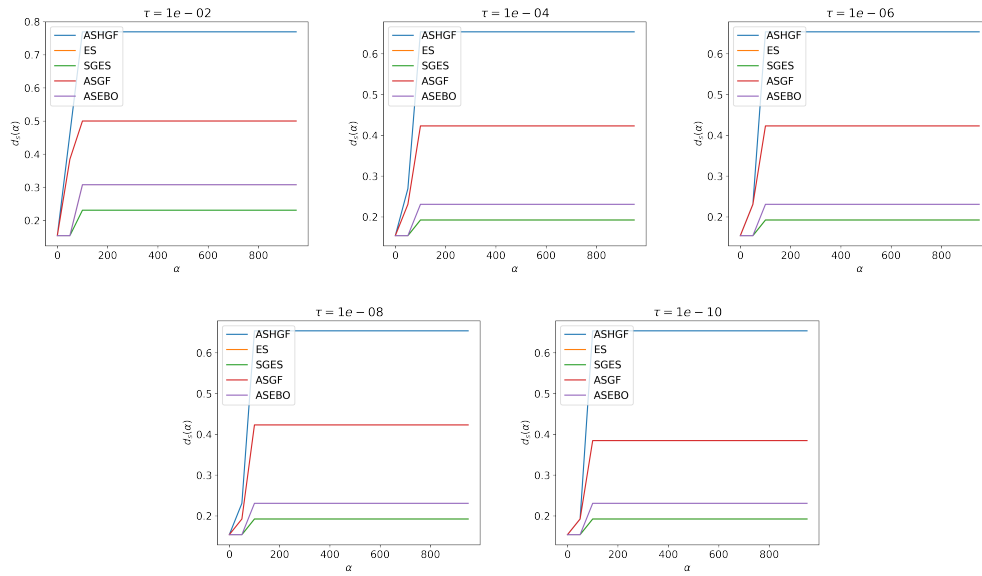 τ = 1e − 02
d_s(α)
0.8
0.7
0.6
0.5
0.4
0.3
0.2
ASHGF
ES
SGES
ASGF
ASEBO
0 200 400 600 800
α
τ = 1e − 04
d_s(α)
0.6
0.5
0.4
0.3
0.2
ASHGF
ES
SGES
ASGF
ASEBO
0 200 400 600 800
α
τ = 1e − 06
d_s(α)
0.6
0.5
0.4
0.3
0.2
ASHGF
ES
SGES
ASGF
ASEBO
0 200 400 600 800
α
τ = 1e − 08
d_s(α)
0.6
0.5
0.4
0.3
0.2
ASHGF
ES
SGES
ASGF
ASEBO
0 200 400 600 800
α
τ = 1e − 10
d_s(α)
0.6
0.5
0.4
0.3
0.2
ASHGF
ES
SGES
ASGF
ASEBO
0 200 400 600 800
α